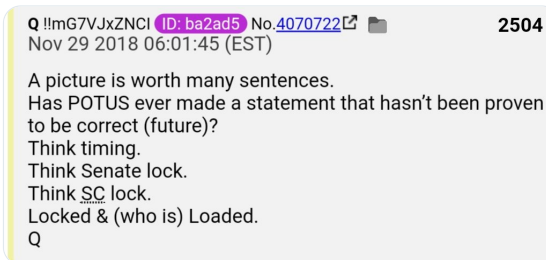 Q !!mG7VJxZNCI ID: ba2ad5 No.4070722 2504
Nov 29 2018 06:01:45 (EST)
A picture is worth many sentences.
Has POTUS ever made a statement that hasn't been proven
to be correct (future)?
Think timing.
Think Senate lock.
Think SC lock.
Locked & (who is) Loaded.
Q